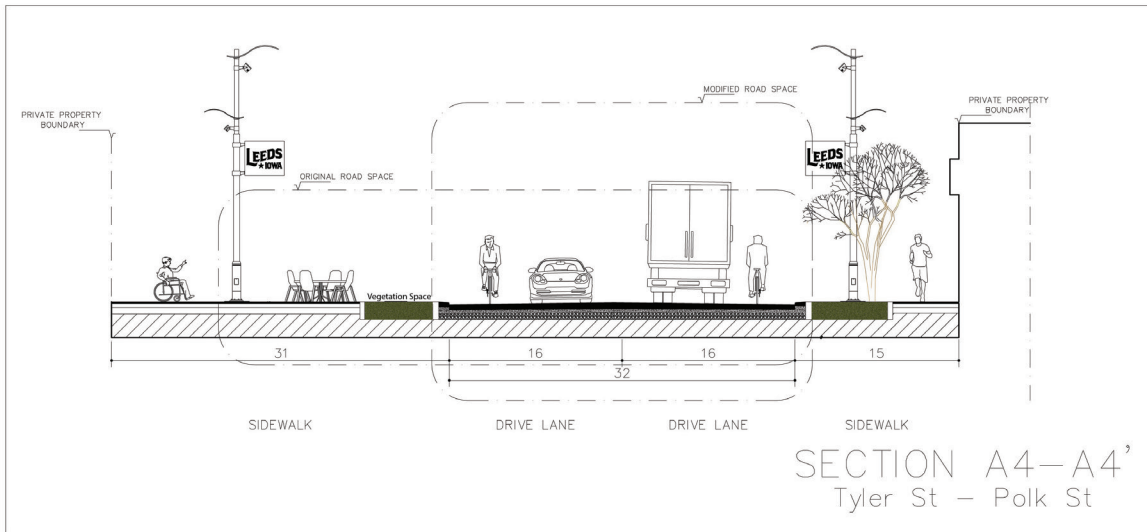 MODIFIED ROAD SPACE
PRIVATE PROPERTY
BOUNDARY
PRIVATE PROPERTY
BOUNDARY
LEEDS
★ IOWA
LEEDS
★ IOWA
ORIGINAL ROAD SPACE
Vegetation Space
31
16
16
15
32
SIDEWALK
DRIVE LANE
DRIVE LANE
SIDEWALK
SECTION A4-A4'
Tyler St - Polk St